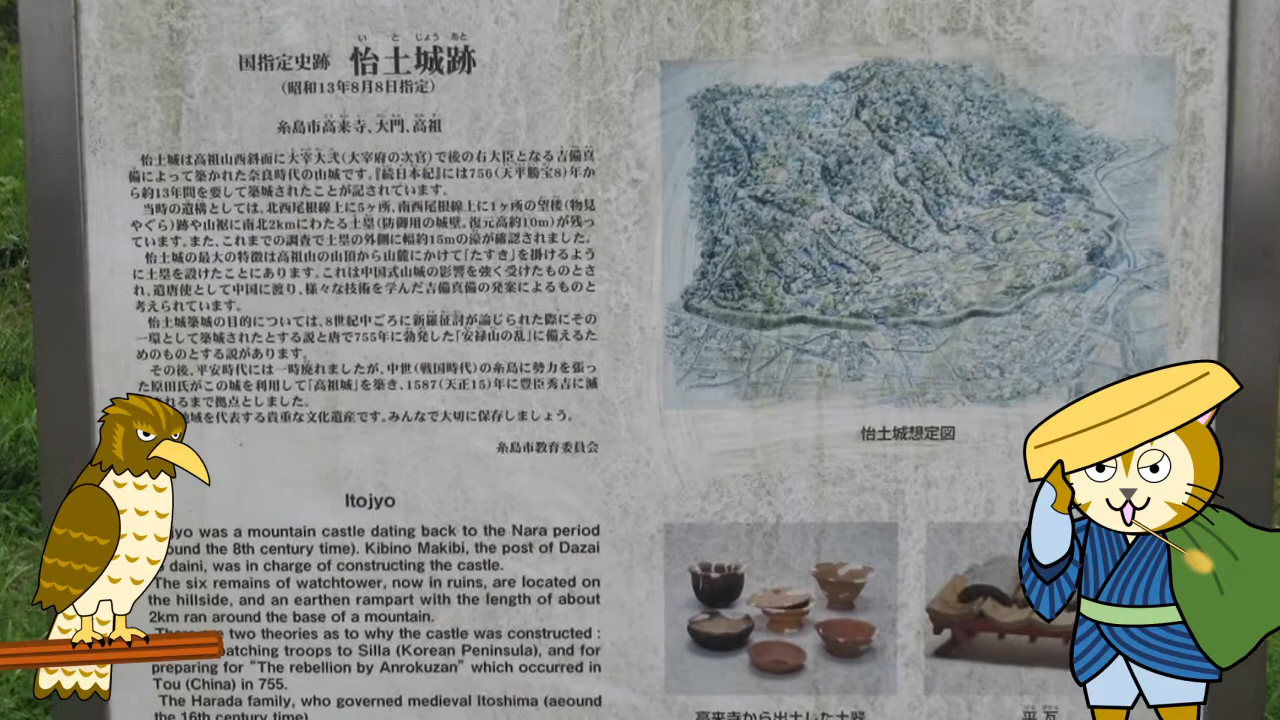 国指定史跡 怡土城跡
(昭和13年8月8日指定)
糸島市高来寺、大門、高祖
怡土城は高祖山西斜面に大宰大弐(大宰府の次官)で後の右大臣となる吉備真
備によって築かれた奈良時代の山城です。『続日本紀』には756(天平勝宝8)年か
ら約13年間を要して築城されたことが記されています。
当時の遺構としては、北西尾根線上に5ヶ所、南西尾根線上に1ヶ所の望楼(物見
やぐら)跡や山裾に南北2kmにわたる土塁(防御用の城壁。復元高約10m)が残っ
ています。また、これまでの調査で土塁の外側に幅約15mの濠が確認されました。
怡土城の最大の特徴は高祖山の山頂から山麓にかけて「たすき」を掛けるよう
に土塁を設けたことにあります。これは中国式山城の影響を強く受けたものとさ
れ、遣唐使として中国に渡り、様々な技術を学んだ吉備真備の発案によるものと
考えられています。
怡土城築城の目的については、8世紀中ごろに新羅征討が論じられた際にその
一環として築城されたとする説と唐で755年に勃発した「安禄山の乱」に備えるた
めのものとする説があります。
その後、平安時代には一時廃れましたが、中世(戦国時代)の糸島に勢力を張っ
た原田氏がこの城を利用して「高祖城」を築き、1587(天正15)年に豊臣秀吉に滅
されるまで拠点としました。
地域を代表する貴重な文化遺産です。みんなで大切に保存しましょう。
糸島市教育委員会
Itojyo
was a mountain castle dating back to the Nara period
the 8th century time). Kibino Makibi, the post of Dazai
daini, was in charge of constructing the castle.
The six remains of watchtower, now in ruins, are located on
the hillside, and an earthen rampart with the length of about
2km ran around the base of a mountain.
two theories as to why the castle was constructed :
troops to Silla (Korean Peninsula), and for
preparing for "The rebellion by Anrokuzan" which occurred in
Tou (China) in 755.
The Harada family, who governed medieval Itoshima (aeound
the 16th century time)
怡土城想定図
高来寺から出土した土器
平瓦